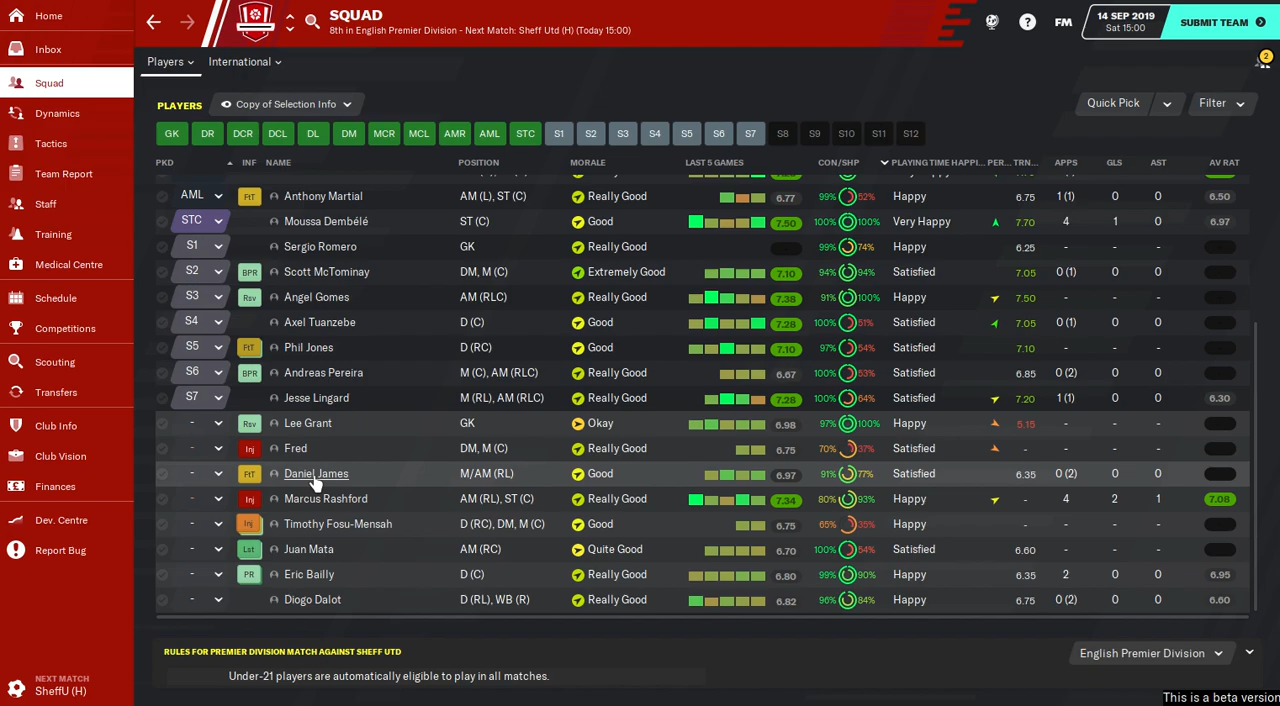 Home
Inbox
Squad
Dynamics
Tactics
Team Report
Staff
Training
Medical Centre
Schedule
Competitions
Scouting
Transfers
Club Info
Club Vision
Finances
Dev. Centre
Report Bug
NEXT MATCH
SheffU (H)
SQUAD
8th in English Premier Division - Next Match: Sheff Utd (H) (Today 15:00)
? FM 14 SEP 2019 Sat 15:00 SUBMIT TEAM
Players International 2
PLAYERS Copy of Selection Info Quick Pick Filter
GK DR DCR DCL DL DM MCR MCL AMR AML STC S1 S2 S3 S4 S5 S6 S7 S8 S9 S10 S11 S12
PKD INF NAME POSITION MORALE LAST 5 GAMES CON/SHP PLAYING TIME HAPPI... PER... TRN... APPS GLS AST AV RAT
AML FtT Anthony Martial AM (L), ST (C) Really Good 6.77 99% 52% Happy 6.75 1 (1) 0 0 6.50
STC Moussa Dembélé ST (C) Good 7.50 100% 100% Very Happy 7.70 4 1 0 6.97
S1 Sergio Romero GK Really Good 99% 74% Happy 6.25 - - -
S2 BPR Scott McTominay DM, M (C) Extremely Good 7.10 94% 94% Satisfied 7.05 0 (1) 0 0
S3 Rsv Angel Gomes AM (RLC) Really Good 7.38 91% 100% Happy 7.50 - - -
S4 Axel Tuanzebe D (C) Good 7.28 100% 51% Satisfied 7.05 0 (1) 0 0
S5 FtT Phil Jones D (RC) Good 7.10 97% 54% Satisfied 7.10 - - -
S6 BPR Andreas Pereira M (C), AM (RLC) Really Good 6.67 100% 53% Satisfied 6.85 0 (2) 0 0
S7 Jesse Lingard M (RL), AM (RLC) Really Good 7.28 100% 64% Satisfied 7.20 1 (1) 0 0 6.30
- Rsv Lee Grant GK Okay 6.98 97% 100% Happy 5.15 - - -
- Inj Fred DM, M (C) Really Good 6.75 70% 37% Satisfied - - - -
- FtT Daniel James M/AM (RL) Good 6.97 91% 77% Satisfied 6.35 0 (2) 0 0
- Inj Marcus Rashford AM (RL), ST (C) Really Good 7.34 80% 93% Happy - 4 2 1 7.08
- Inj Timothy Fosu-Mensah D (RC), DM, M (C) Good 6.75 65% 35% Happy - - - -
- Lst Juan Mata AM (RC) Quite Good 6.70 100% 54% Satisfied 6.60 - - -
- PR Eric Bailly D (C) Really Good 6.80 99% 90% Happy 6.35 2 0 0 6.95
- Diogo Dalot D (RL), WB (R) Really Good 6.82 96% 84% Happy 6.75 0 (2) 0 0 6.60
RULES FOR PREMIER DIVISION MATCH AGAINST SHEFF UTD English Premier Division
Under-21 players are automatically eligible to play in all matches.
This is a beta version